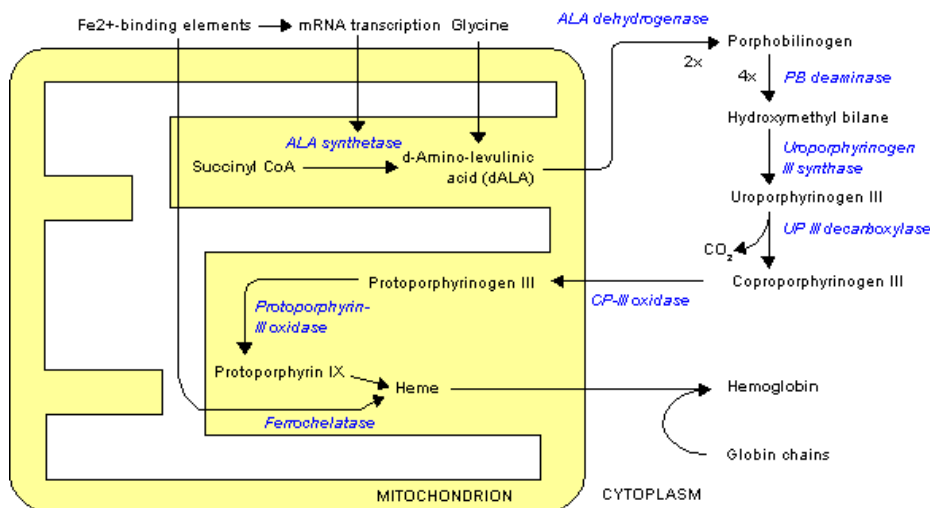 ALA dehydrogenase
Fe2+-binding elements
mRNA transcription
Glycine
Porphobilinogen
2x
4x
PB deaminase
Hydroxymethyl bilane
ALA synthetase
Succinyl CoA
d-Amino-levulinic
acid (dALA)
Uroporphyrinogen
III synthase
Uroporphyrinogen III
UP III decarboxylase
CO2
Protoporphyrinogen III
CP-III oxidase
Coproporphyrinogen III
Protoporphyrin-
III oxidase
Protoporphyrin IX
Heme
Hemoglobin
Ferrochelatase
Globin chains
MITOCHONDRION
CYTOPLASM